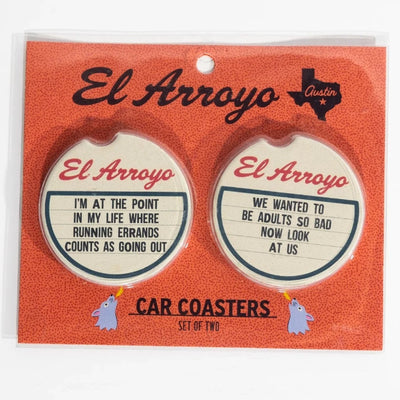 El Arroyo
Austin
El Arroyo
I'M AT THE POINT
IN MY LIFE WHERE
RUNNING ERRANDS
COUNTS AS GOING OUT
El Arroyo
WE WANTED TO
BE ADULTS SO BAD
NOW LOOK
AT US
CAR COASTERS
SET OF TWO